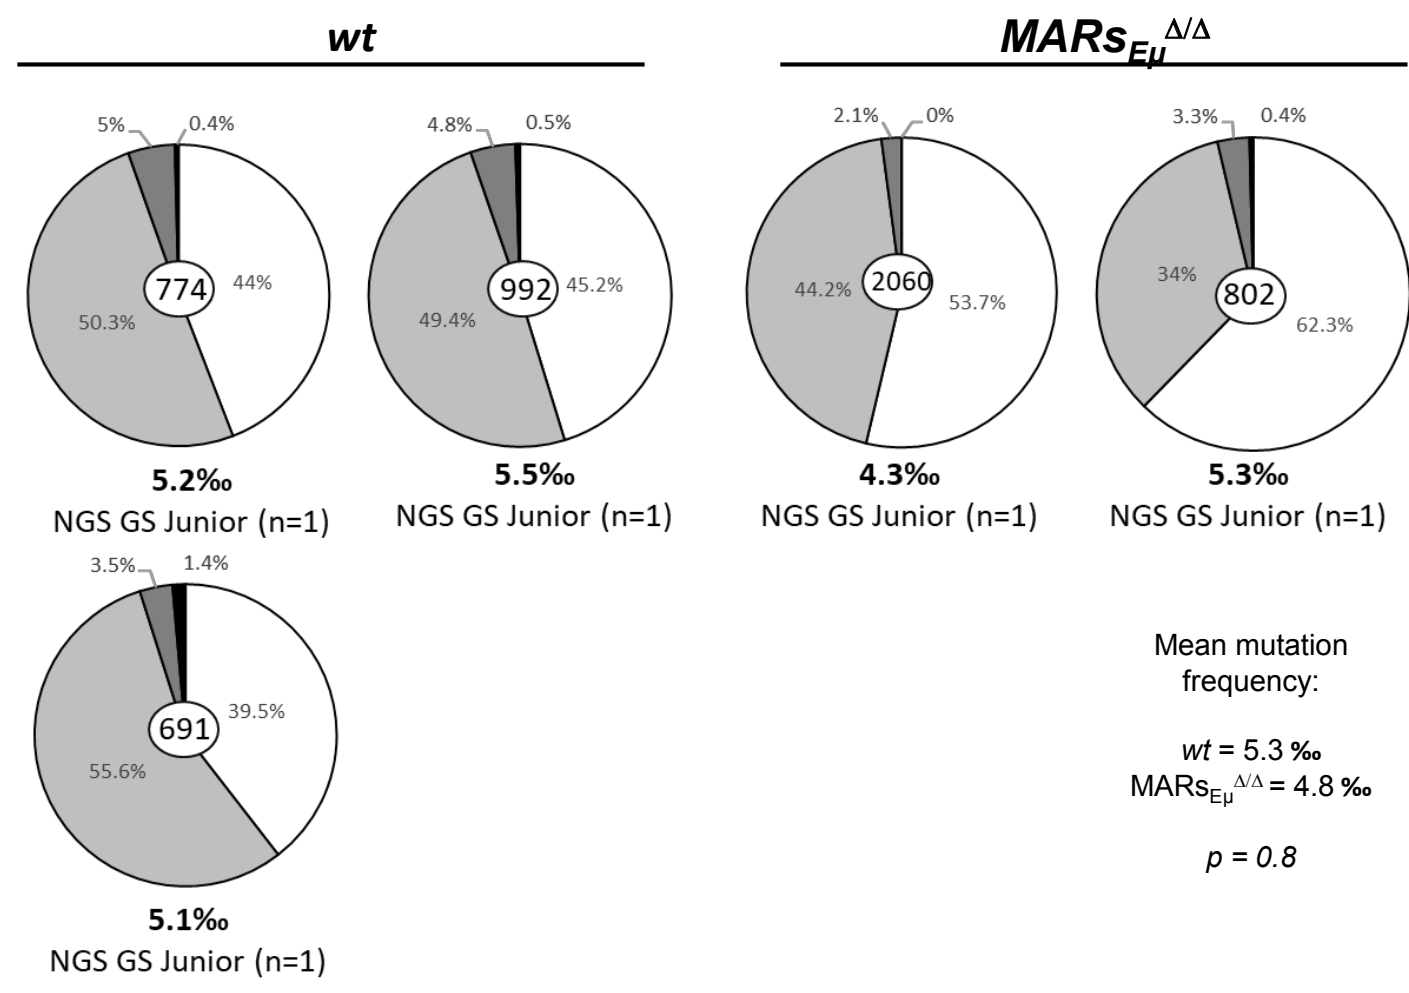 wt
MARsEμΔ/Δ
5%
0.4%
44%
50.3%
774
5.2‰
NGS GS Junior (n=1)
4.8%
0.5%
45.2%
49.4%
992
5.5‰
NGS GS Junior (n=1)
2.1%
0%
53.7%
44.2%
2060
4.3‰
NGS GS Junior (n=1)
3.3%
0.4%
62.3%
34%
802
5.3‰
NGS GS Junior (n=1)
3.5%
1.4%
39.5%
55.6%
691
5.1‰
NGS GS Junior (n=1)
Mean mutation
frequency:
wt = 5.3 ‰
MARsEμΔ/Δ = 4.8 ‰
p = 0.8